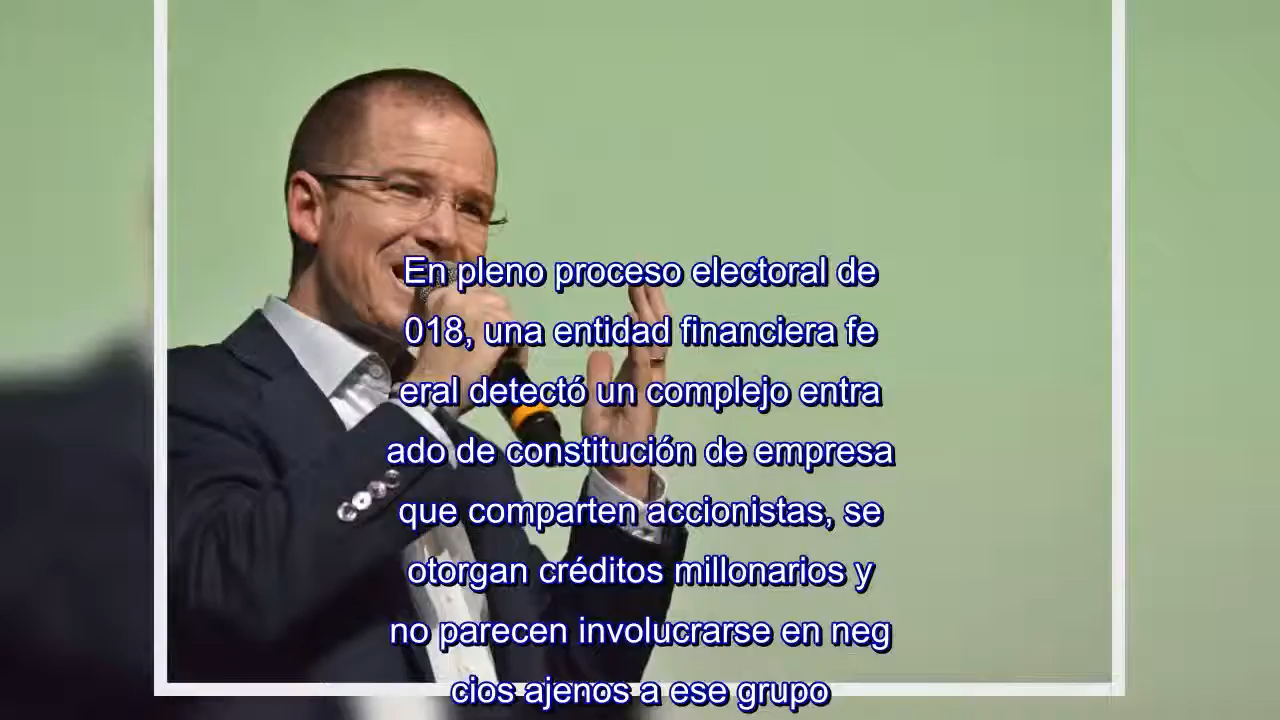 En pleno proceso electoral de
018, una entidad financiera fe
eral detectó un complejo entra
ado de constitución de empresa
que comparten accionistas, se
otorgan créditos millonarios y
no parecen involucrarse en neg
cios ajenos a ese grupo